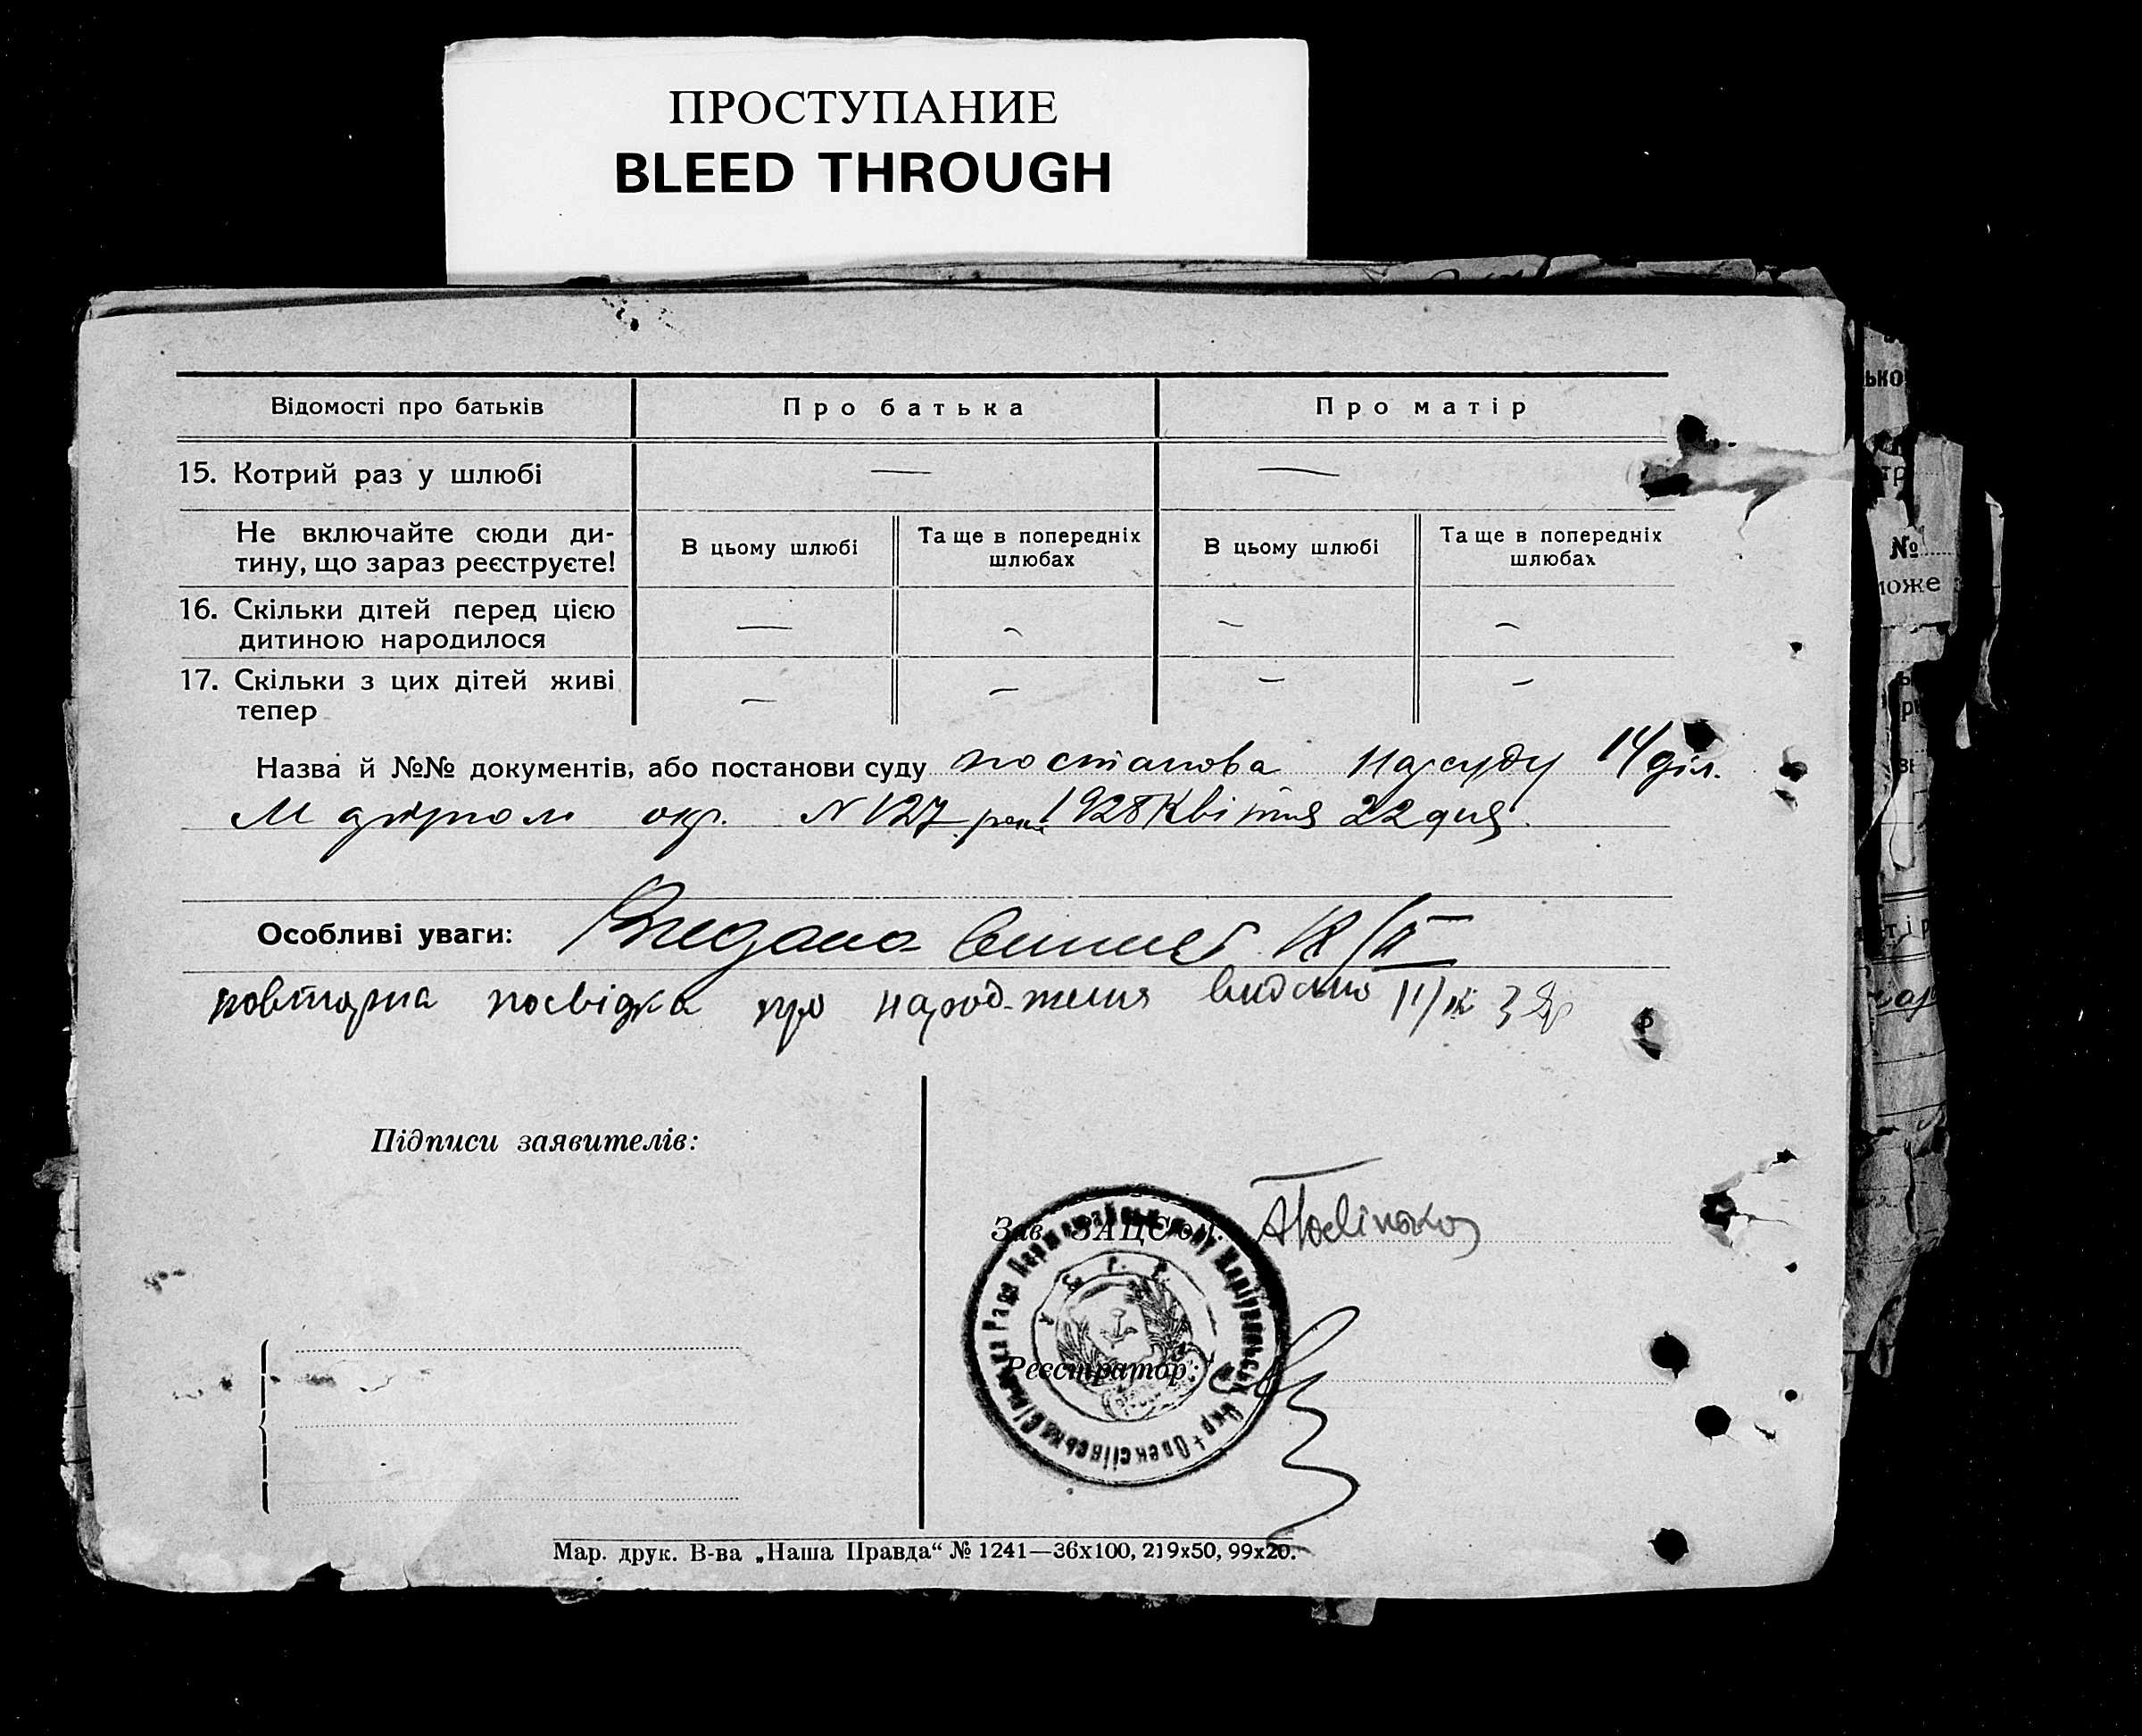 ПРОСТУПАНИЕ
BLEED THROUGH
Відомості про батьків
Про батька
Про матір
15. Котрий раз у шлюбі — —
Не включайте сюди ди-
тину, що зараз реєструєте!
В цьому шлюбі
Та ще в попередніх
шлюбах
В цьому шлюбі
Та ще в попередніх
шлюбах
16. Скільки дітей перед цією
дитиною народилося — — — —
17. Скільки з цих дітей живі
тепер — — — —
Назва й №№ документів, або постанови суду постанова Нарсуду 14 діл.
М окр. N 127 1928 Квітня 22 дня
Особливі уваги:
повторна посвідка про народження видана
Підписи заявителів:
Зав. ЗАЦСом:
У. С. Р. Р.
Реєстратор:
Мар. друк. В-ва „Наша Правда“ № 1241—36х100, 219х50, 99х20.
ько
№
може